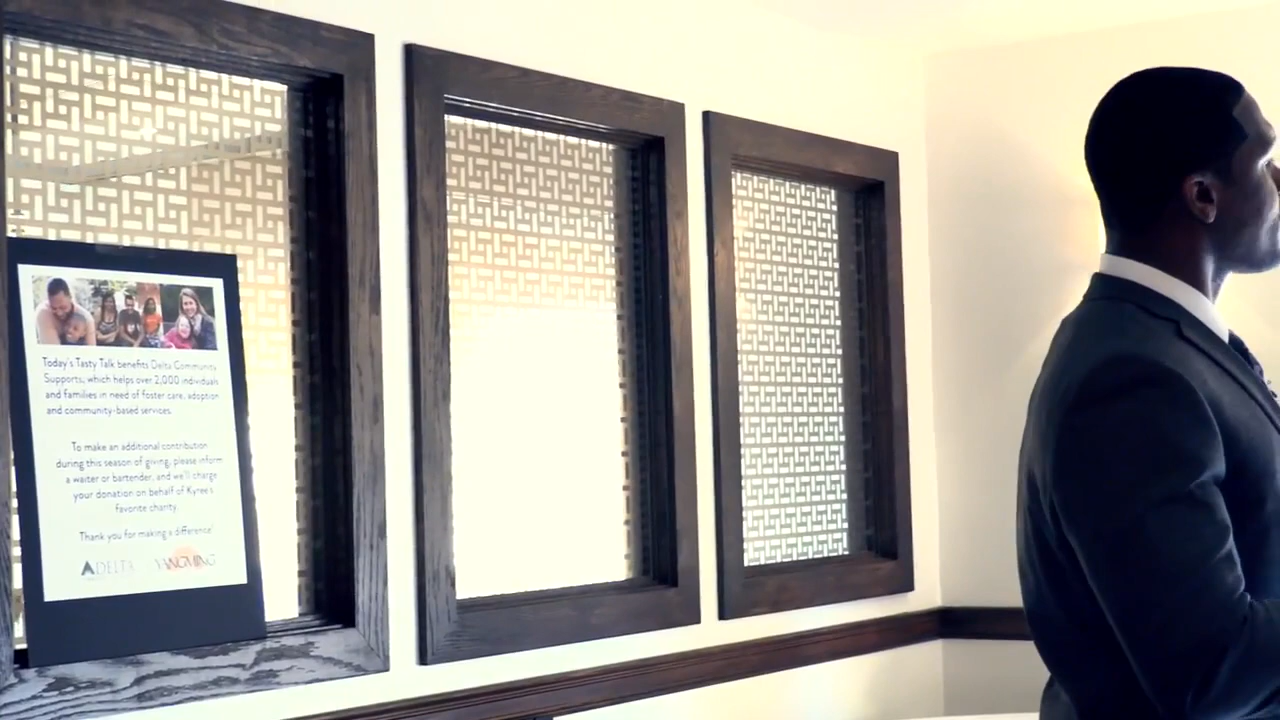 Today's Tasty Talk benefits Delta Community
Supports, which helps over 2,000 individuals
and families in need of foster care, adoption
and community-based services.
To make an additional contribution
during this season of giving, please inform
a waiter or bartender, and we'll charge
your donation on behalf of Kyree's
favorite charity.
Thank you for making a difference!
DELTA
YANGMING